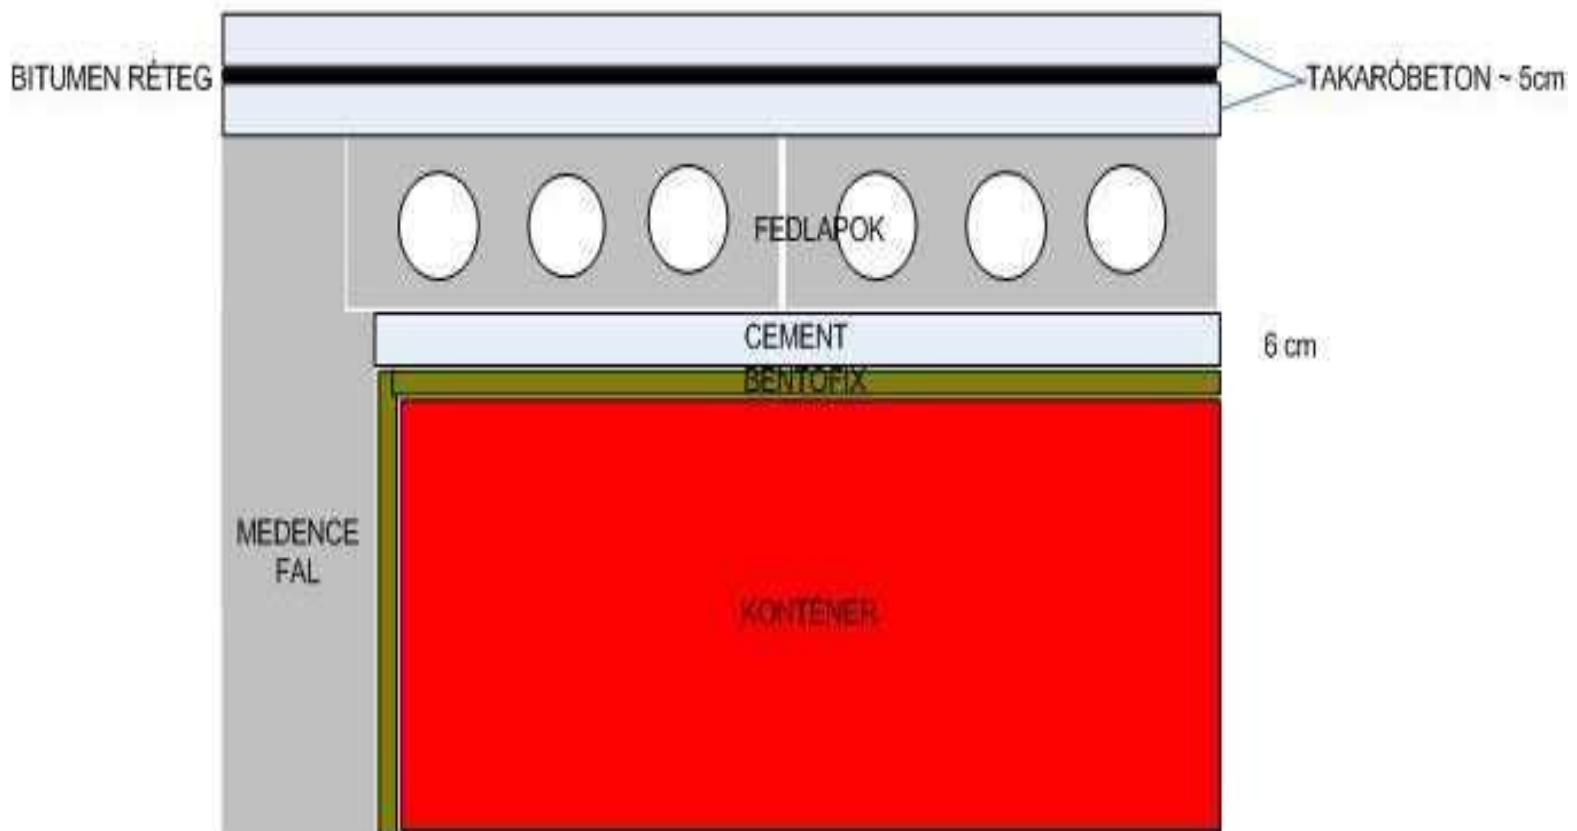 BITUMEN RÉTEG
TAKARÓBETON ~ 5cm
FEDLAPOK
CEMENT
6 cm
BENTOFIX
MEDENCE
FAL
KONTÉNER